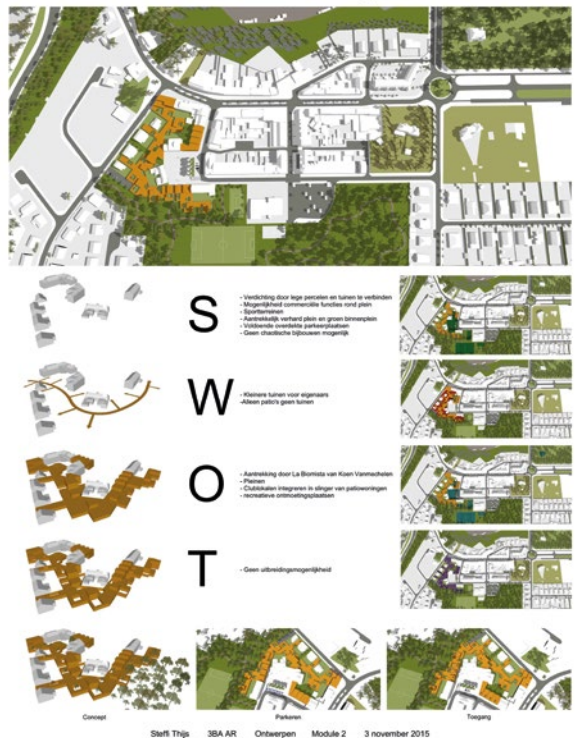 S
- Verdichting door lege percelen en tuinen te verbinden
- Mogelijkheid commerciële functies rond plein
- Sportterreinen
- Aantrekkelijk verhard plein en groen binnenplein
- Voldoende overdekte parkeerplaatsen
- Geen chaotische bijbouwen mogelijk
W
- Kleinere tuinen voor eigenaars
-Alleen patio's geen tuinen
O
- Aantrekking door La Biomista van Koen Vanmechelen
- Pleinen
- Clublokalen integreren in slinger van patiowoningen
- recreatieve ontmoetingsplaatsen
T
- Geen uitbreidingsmogelijkheid
Concept
Parkeren
Toegang
Steffi Thijs 3BA AR Ontwerpen Module 2 3 november 2015